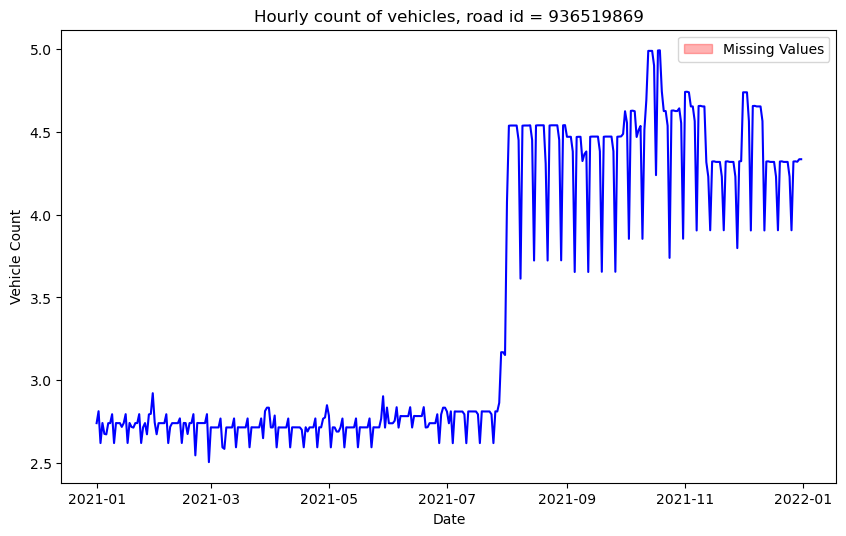 Hourly count of vehicles, road id = 936519869
Missing Values
5.0
4.5
4.0
3.5
3.0
2.5
Vehicle Count
2021-01 2021-03 2021-05 2021-07 2021-09 2021-11 2022-01
Date